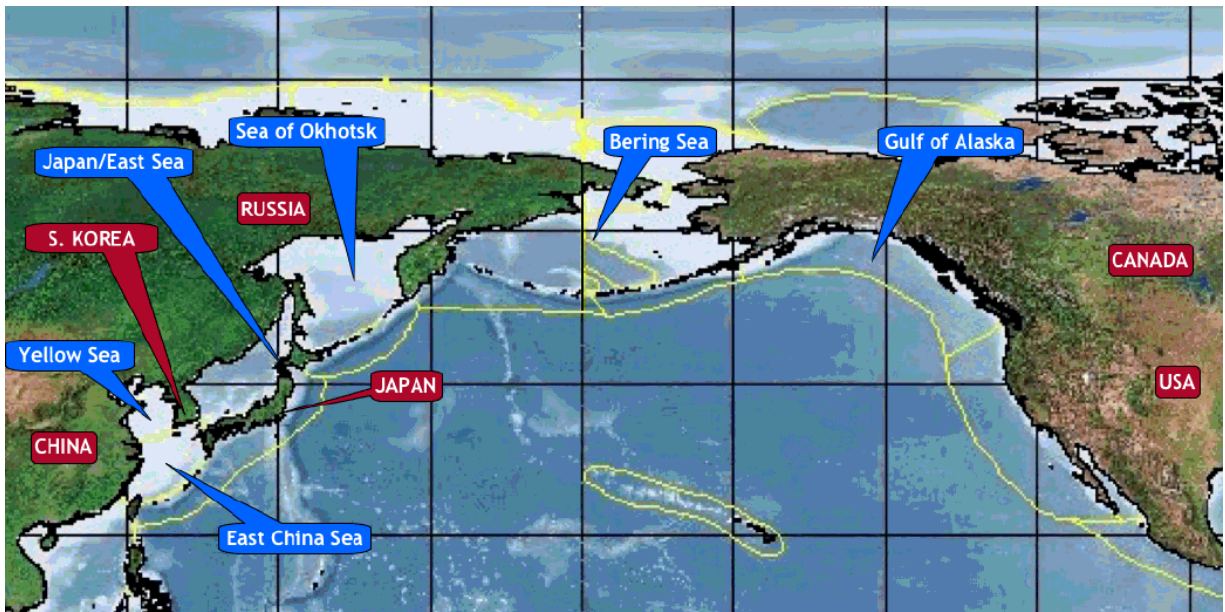 Sea of Okhotsk
Bering Sea
Gulf of Alaska
Japan/East Sea
RUSSIA
S. KOREA
CANADA
Yellow Sea
JAPAN
USA
CHINA
East China Sea